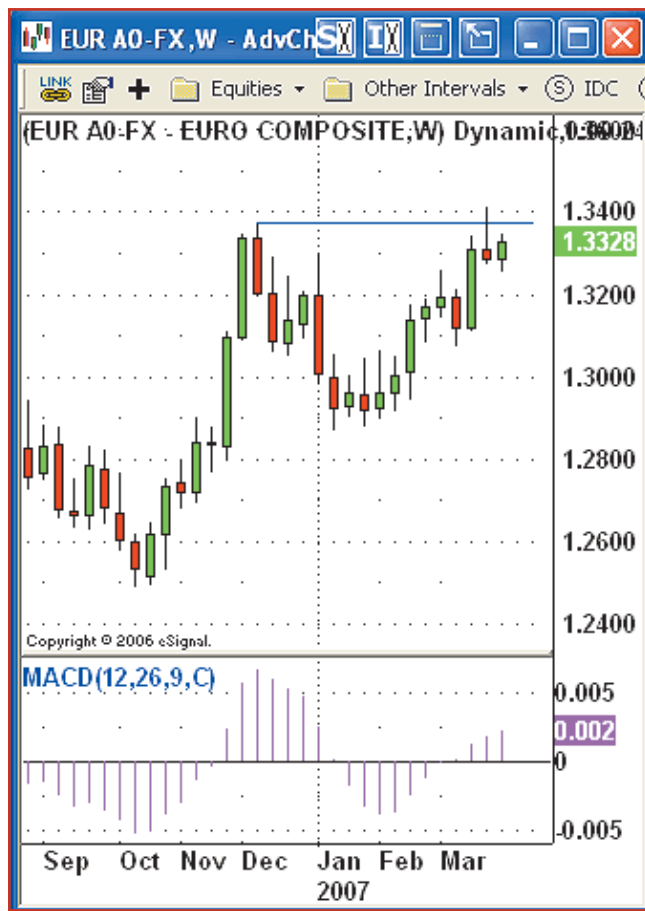 EUR A0-FX,W - AdvCh
LINK Equities Other Intervals S IDC
(EUR A0-FX - EURO COMPOSITE,W) Dynamic,
1.3400
1.3328
1.3200
1.3000
1.2800
1.2600
1.2400
Copyright © 2006 eSignal.
MACD(12,26,9,C)
0.005
0.002
0
-0.005
Sep Oct Nov Dec Jan Feb Mar
2007